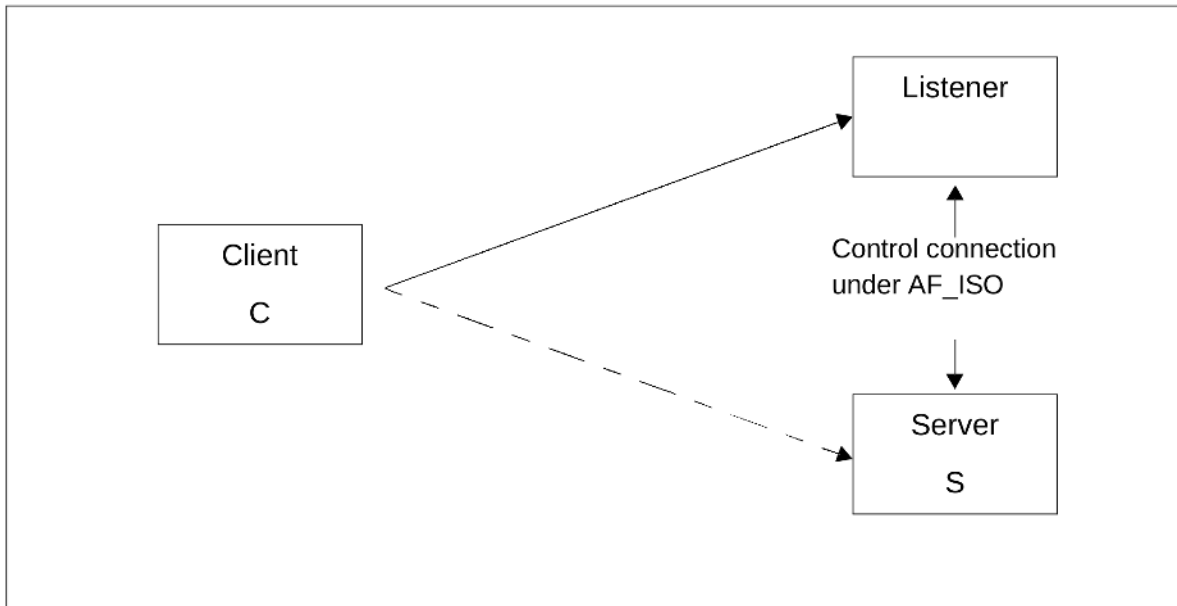 Listener
Client
C
Control connection
under AF_ISO
Server
S